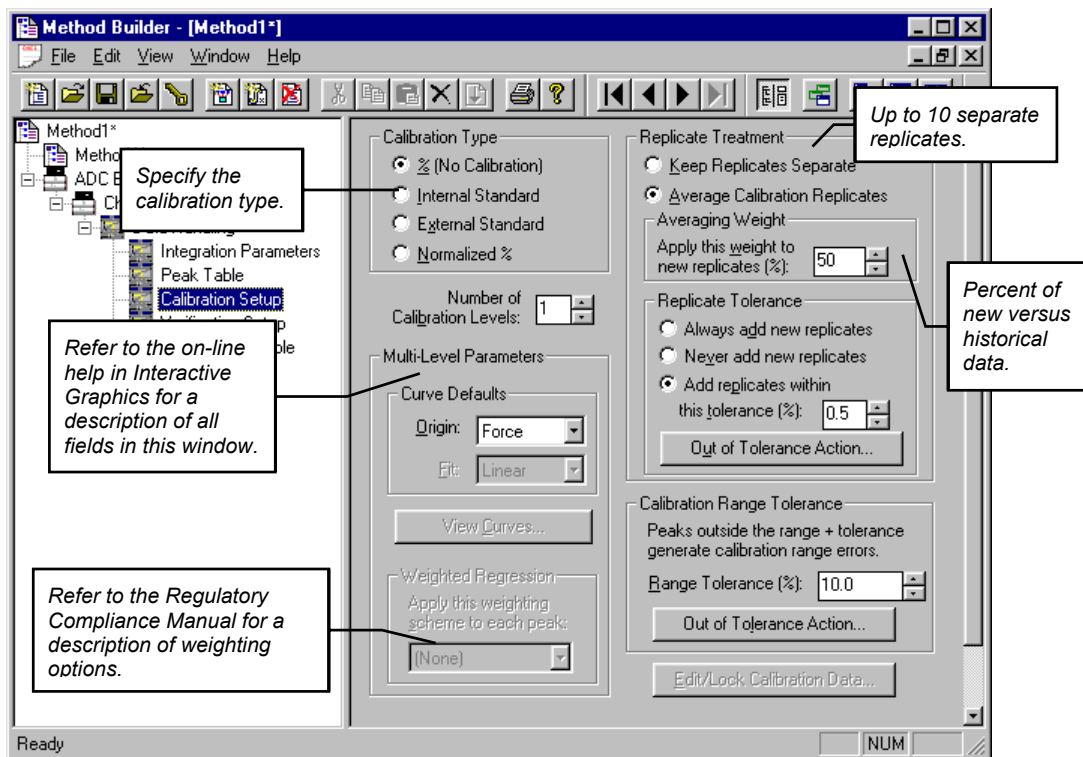 Method Builder - [Method1*]
File Edit View Window Help
Method1*
ADC B
Integration Parameters
Peak Table
Calibration Setup
Specify the
calibration type.
Refer to the on-line
help in Interactive
Graphics for a
description of all
fields in this window.
Refer to the Regulatory
Compliance Manual for a
description of weighting
options.
Calibration Type
% (No Calibration)
Internal Standard
External Standard
Normalized %
Number of
Calibration Levels: 1
Multi-Level Parameters
Curve Defaults
Origin: Force
Fit: Linear
View Curves...
Weighted Regression
Apply this weighting
scheme to each peak:
(None)
Replicate Treatment
Keep Replicates Separate
Average Calibration Replicates
Averaging Weight
Apply this weight to
new replicates (%): 50
Replicate Tolerance
Always add new replicates
Never add new replicates
Add replicates within
this tolerance (%): 0.5
Out of Tolerance Action...
Calibration Range Tolerance
Peaks outside the range + tolerance
generate calibration range errors.
Range Tolerance (%): 10.0
Out of Tolerance Action...
Edit/Lock Calibration Data...
Up to 10 separate
replicates.
Percent of
new versus
historical
data.
Ready
NUM